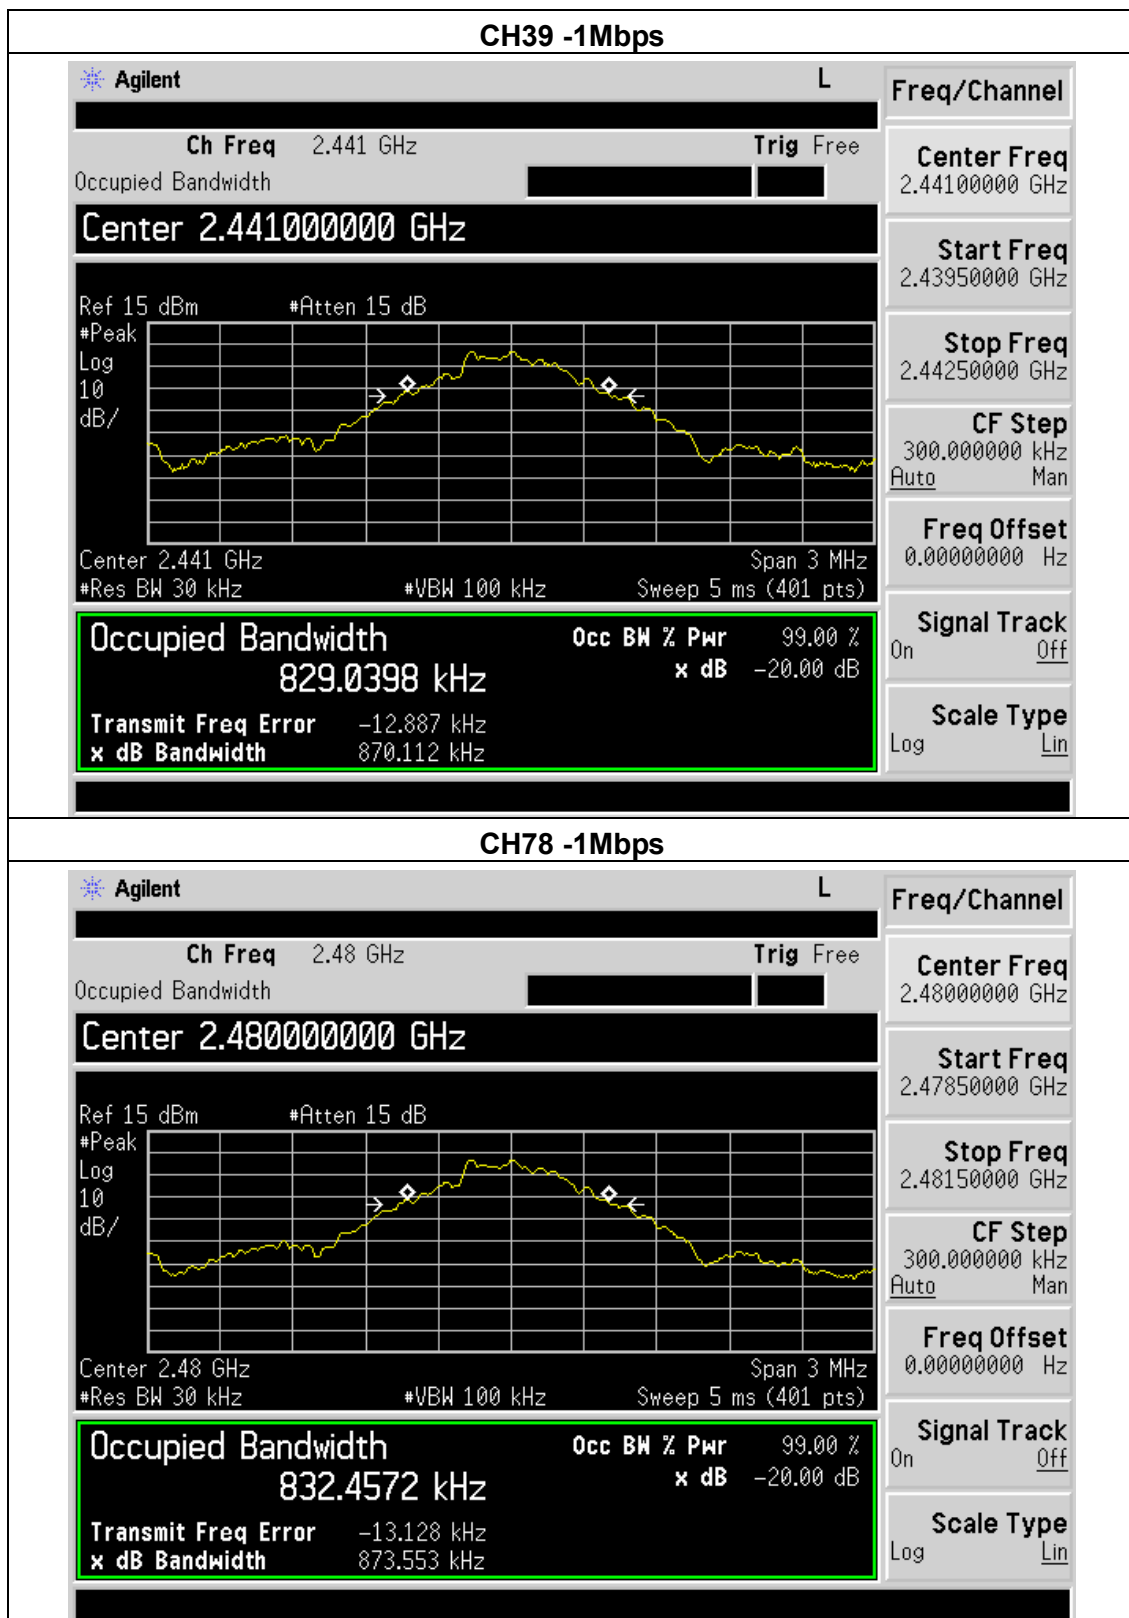 CH39 -1Mbps
Agilent L
Freq/Channel
Ch Freq 2.441 GHz Trig Free
Occupied Bandwidth
Center 2.441000000 GHz
Ref 15 dBm #Atten 15 dB
#Peak
Log
10
dB/
Center 2.441 GHz Span 3 MHz
#Res BW 30 kHz #VBW 100 kHz Sweep 5 ms (401 pts)
Occupied Bandwidth Occ BW % Pwr 99.00 %
829.0398 kHz x dB -20.00 dB
Transmit Freq Error -12.887 kHz
x dB Bandwidth 870.112 kHz
Center Freq
2.44100000 GHz
Start Freq
2.43950000 GHz
Stop Freq
2.44250000 GHz
CF Step
300.000000 kHz
Auto Man
Freq Offset
0.00000000 Hz
Signal Track
On Off
Scale Type
Log Lin
CH78 -1Mbps
Agilent L
Freq/Channel
Ch Freq 2.48 GHz Trig Free
Occupied Bandwidth
Center 2.480000000 GHz
Ref 15 dBm #Atten 15 dB
#Peak
Log
10
dB/
Center 2.48 GHz Span 3 MHz
#Res BW 30 kHz #VBW 100 kHz Sweep 5 ms (401 pts)
Occupied Bandwidth Occ BW % Pwr 99.00 %
832.4572 kHz x dB -20.00 dB
Transmit Freq Error -13.128 kHz
x dB Bandwidth 873.553 kHz
Center Freq
2.48000000 GHz
Start Freq
2.47850000 GHz
Stop Freq
2.48150000 GHz
CF Step
300.000000 kHz
Auto Man
Freq Offset
0.00000000 Hz
Signal Track
On Off
Scale Type
Log Lin